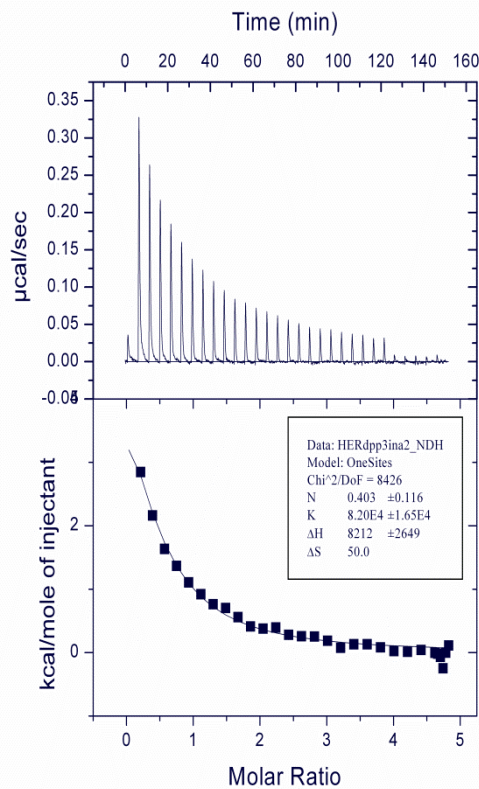 Time (min)
0 20 40 60 80 100 120 140 160
0.35
0.30
0.25
0.20
0.15
0.10
0.05
0.00
-0.05
µcal/sec
4
2
0
kcal/mole of injectant
Data: HERdpp3ina2_NDH
Model: OneSites
Chi^2/DoF = 8426
N 0.403 ±0.116
K 8.20E4 ±1.65E4
ΔH 8212 ±2649
ΔS 50.0
0 1 2 3 4 5
Molar Ratio